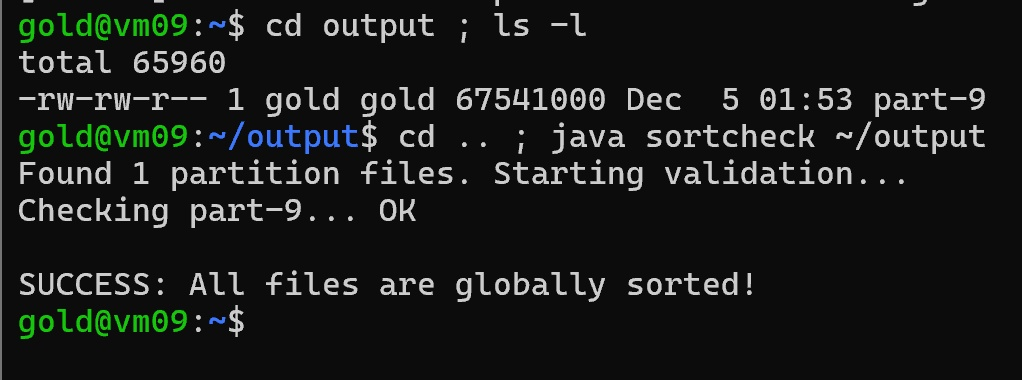 gold@vm09:~$ cd output ; ls -l
total 65960
-rw-rw-r-- 1 gold gold 67541000 Dec  5 01:53 part-9
gold@vm09:~/output$ cd .. ; java sortcheck ~/output
Found 1 partition files. Starting validation...
Checking part-9... OK
SUCCESS: All files are globally sorted!
gold@vm09:~$